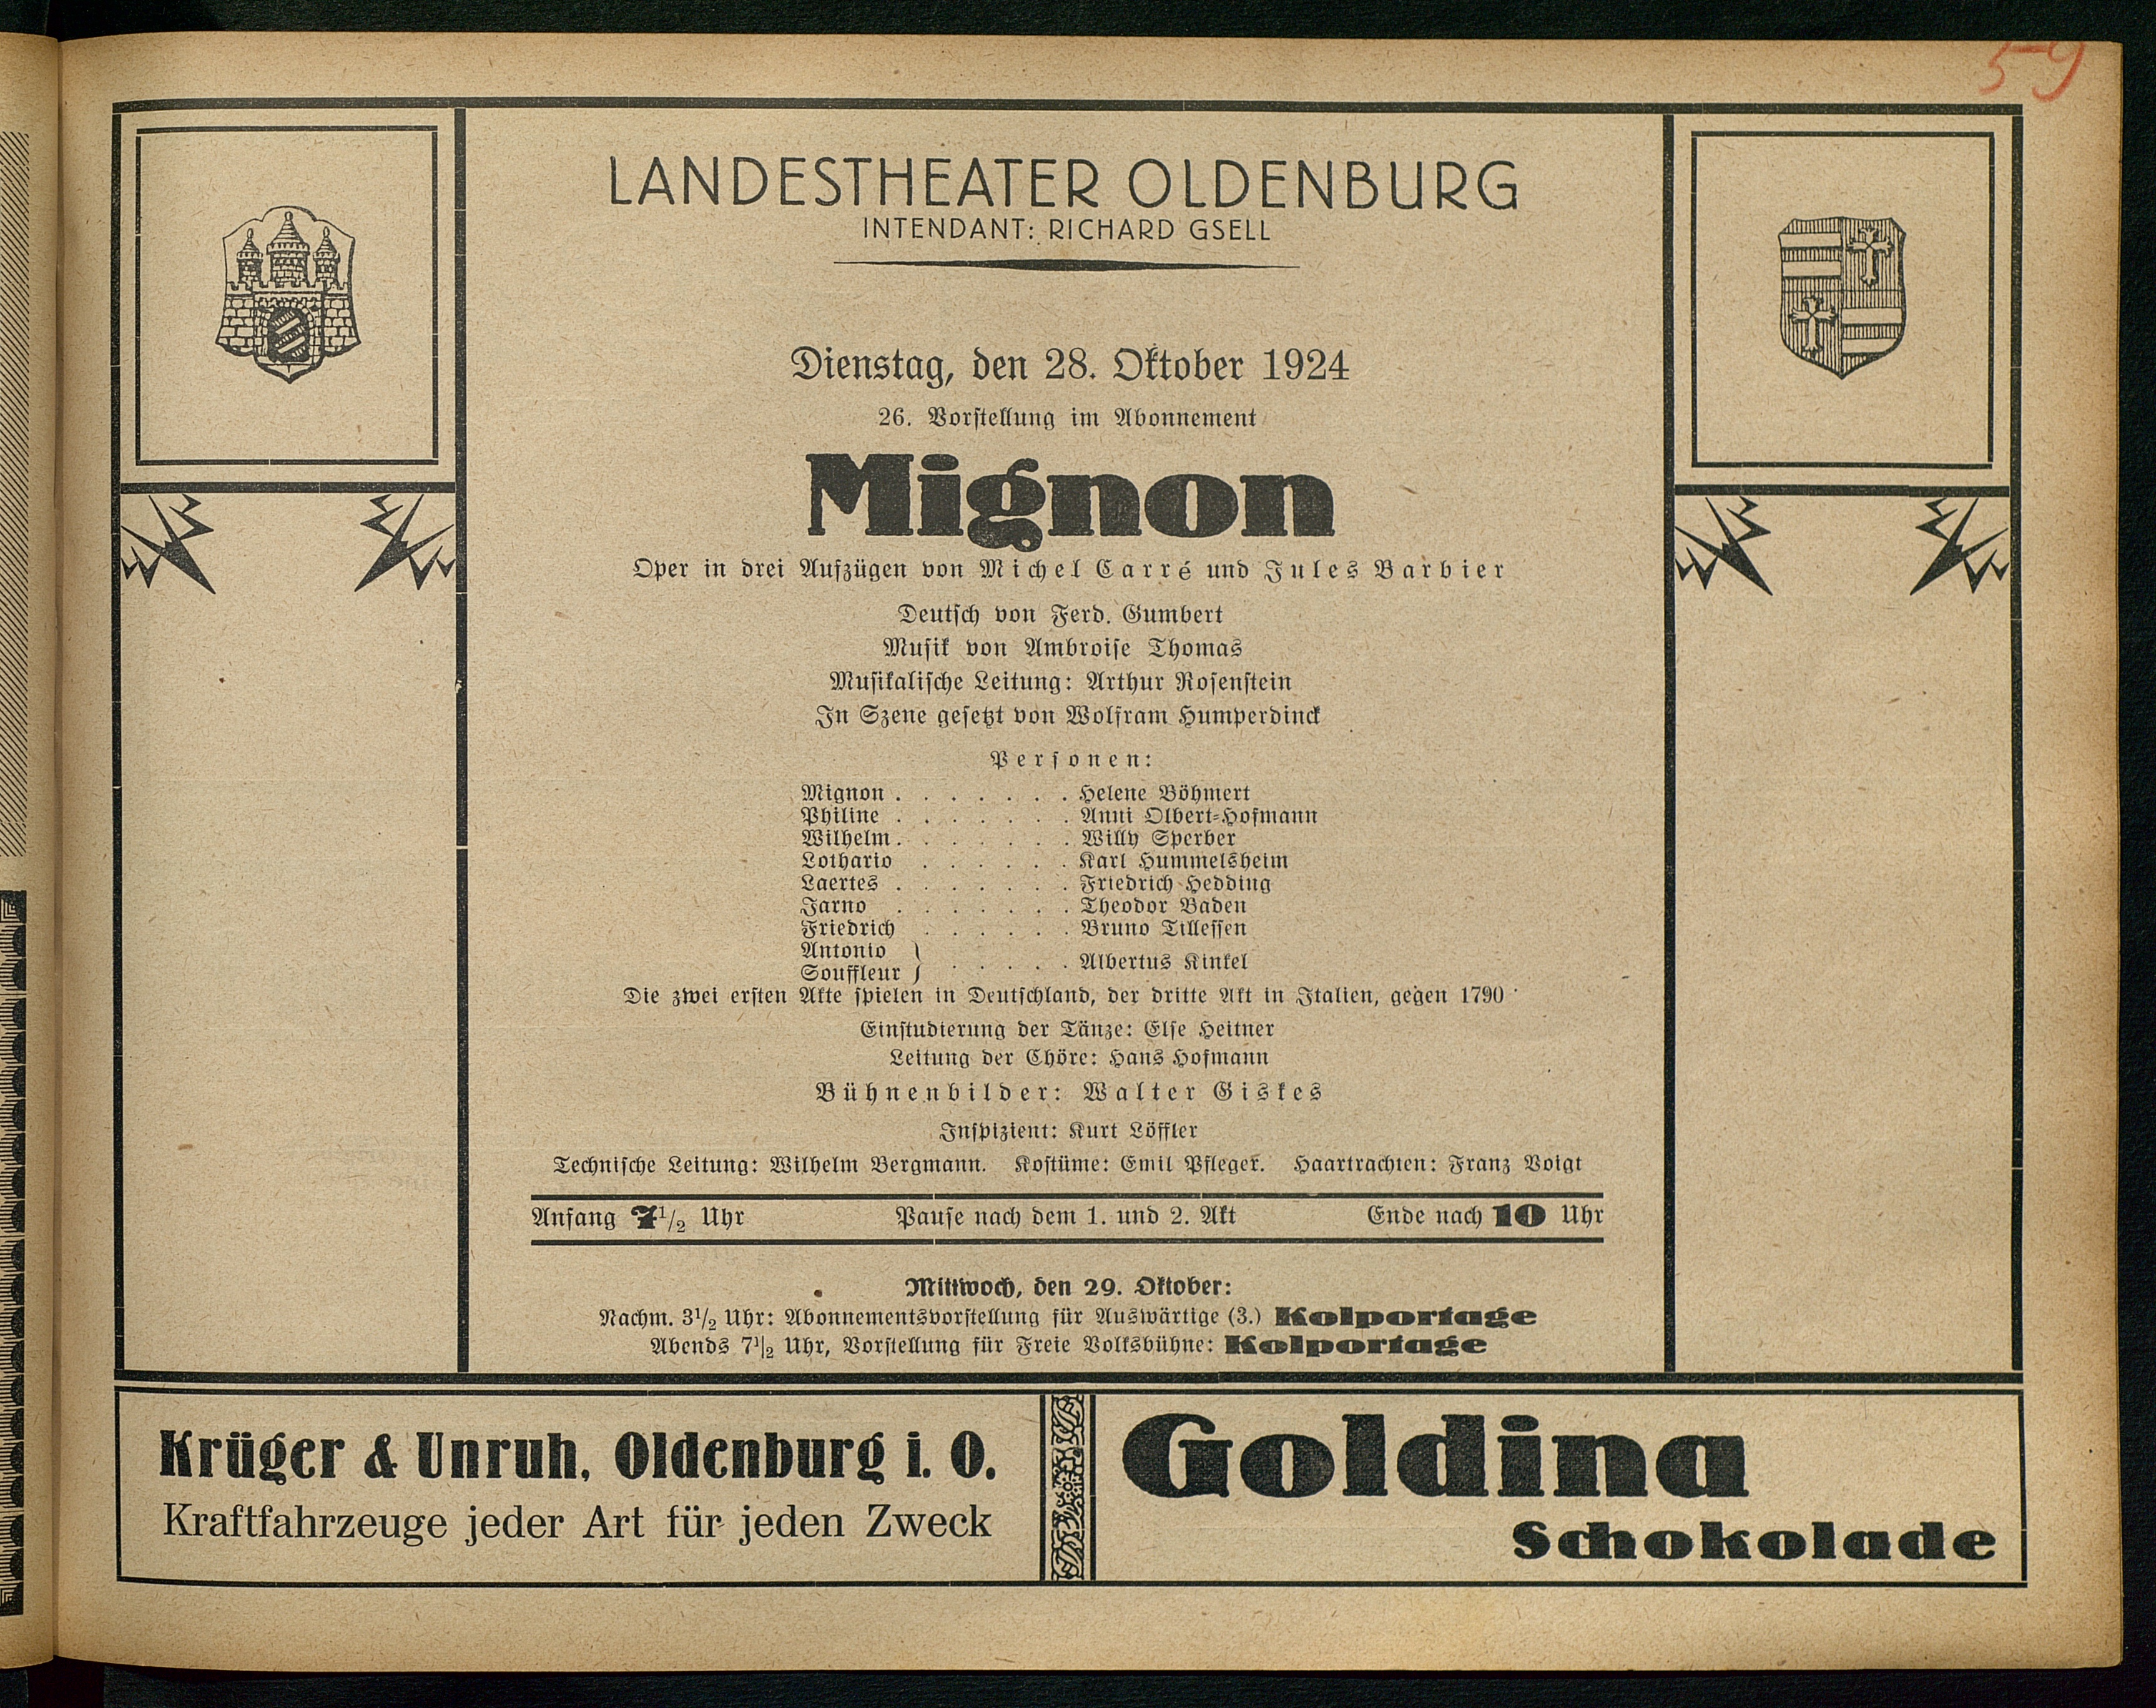 59
LANDESTHEATER OLDENBURG
INTENDANT: RICHARD GSELL
Dienstag, den 28. Oktober 1924
26. Vorstellung im Abonnement
Mignon
Oper in drei Aufzügen von Michel Carré und Jules Barbier
Deutsch von Ferd. Gumbert
Musik von Ambroise Thomas
Musikalische Leitung: Arthur Rosenstein
In Szene gesetzt von Wolfram Humperdinck
Personen:
Mignon . . . . . . . Helene Böhmert
Philine . . . . . . . Anni Olbert-Hofmann
Wilhelm . . . . . . . Willy Sperber
Lothario . . . . . . Karl Hummelsheim
Laertes . . . . . . . Friedrich Hedding
Jarno . . . . . . . Theodor Baden
Friedrich . . . . . . Bruno Tillessen
Antonio }
Souffleur } . . . . . Albertus Kinkel
Die zwei ersten Akte spielen in Deutschland, der dritte Akt in Italien, gegen 1790
Einstudierung der Tänze: Else Heitner
Leitung der Chöre: Hans Hofmann
Bühnenbilder: Walter Giskes
Inspizient: Kurt Löffler
Technische Leitung: Wilhelm Bergmann. Kostüme: Emil Pfleger. Haartrachten: Franz Voigt
Anfang 7 1/2 Uhr Pause nach dem 1. und 2. Akt Ende nach 10 Uhr
Mittwoch, den 29. Oktober:
Nachm. 3 1/2 Uhr: Abonnementsvorstellung für Auswärtige (3.) Kolportage
Abends 7 1/2 Uhr, Vorstellung für Freie Volksbühne: Kolportage
Krüger & Unruh, Oldenburg i. O.
Kraftfahrzeuge jeder Art für jeden Zweck
Goldina
Schokolade